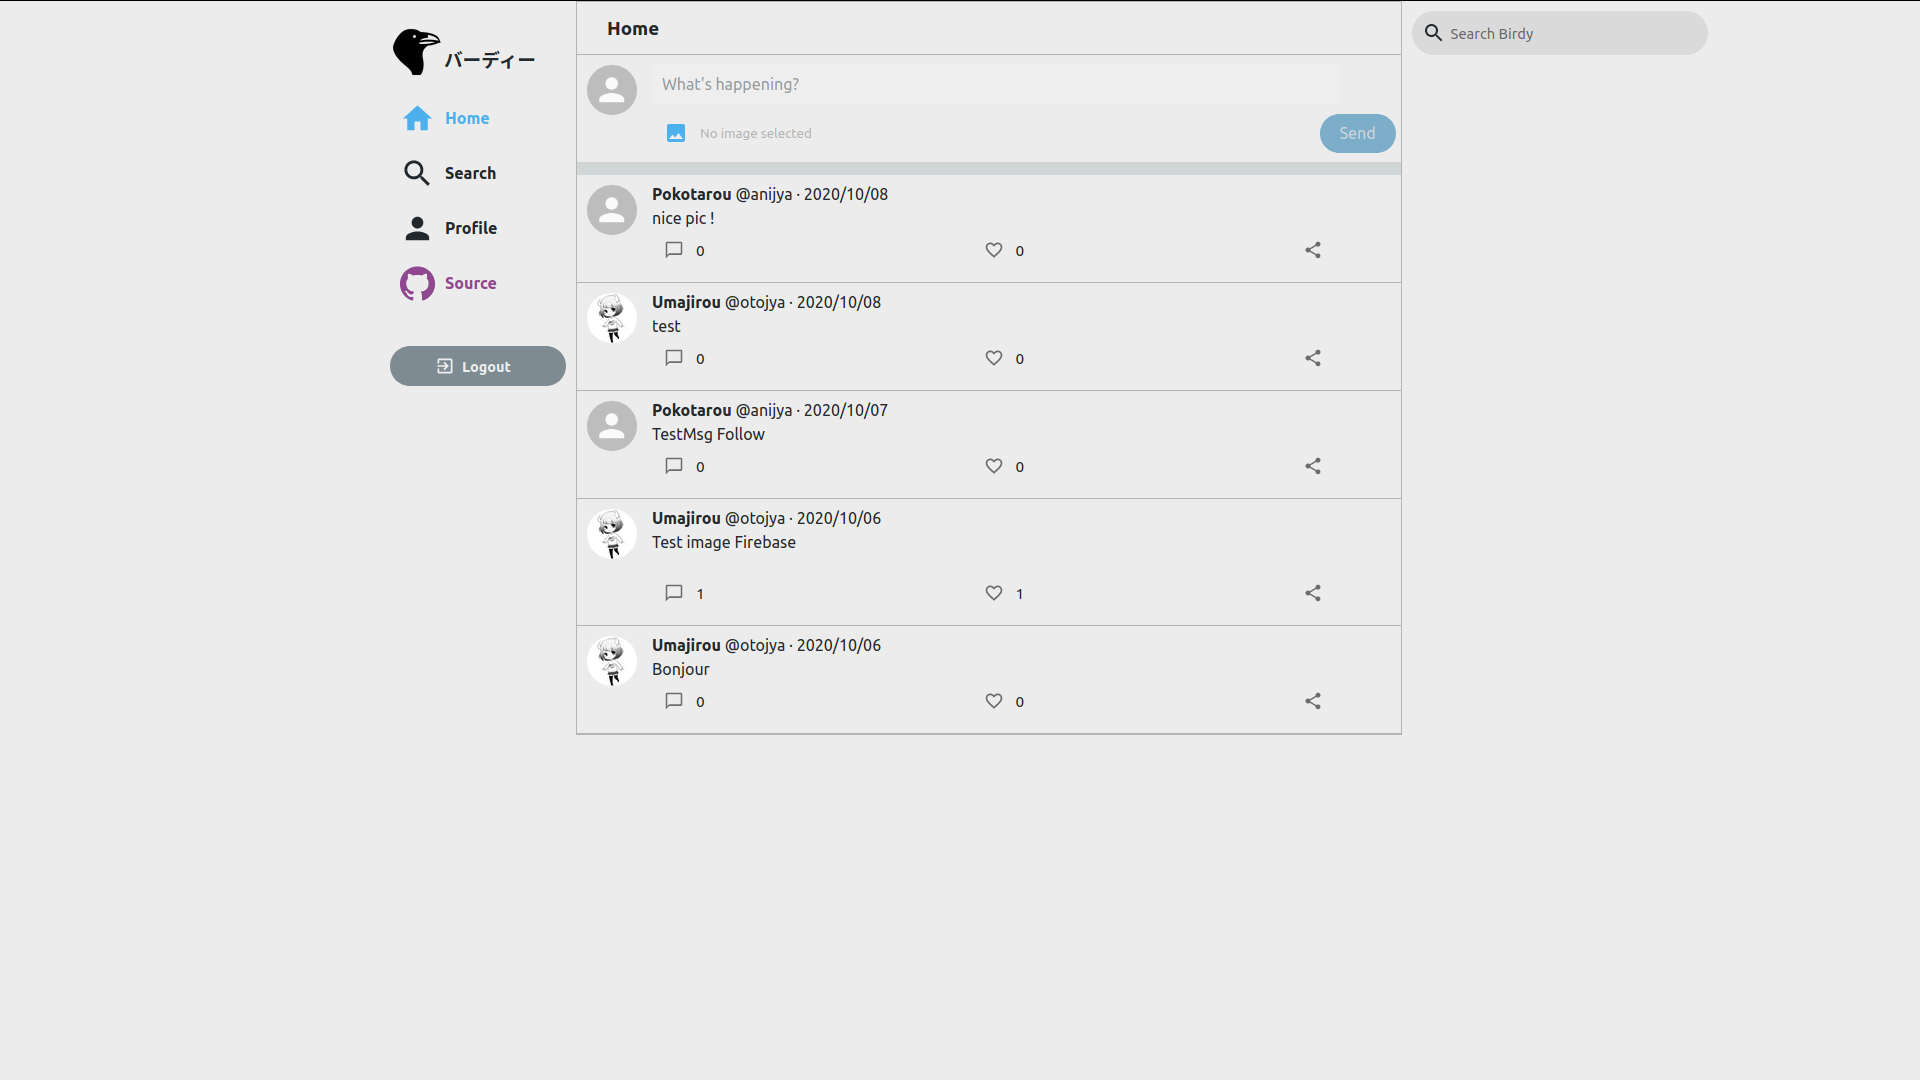 バーディー
Home
Search
Profile
Source
Logout
Home
What's happening?
No image selected
Send
Pokotarou @anijya · 2020/10/08
nice pic !
0 0
Umajirou @otojya · 2020/10/08
test
0 0
Pokotarou @anijya · 2020/10/07
TestMsg Follow
0 0
Umajirou @otojya · 2020/10/06
Test image Firebase
1 1
Umajirou @otojya · 2020/10/06
Bonjour
0 0
Search Birdy